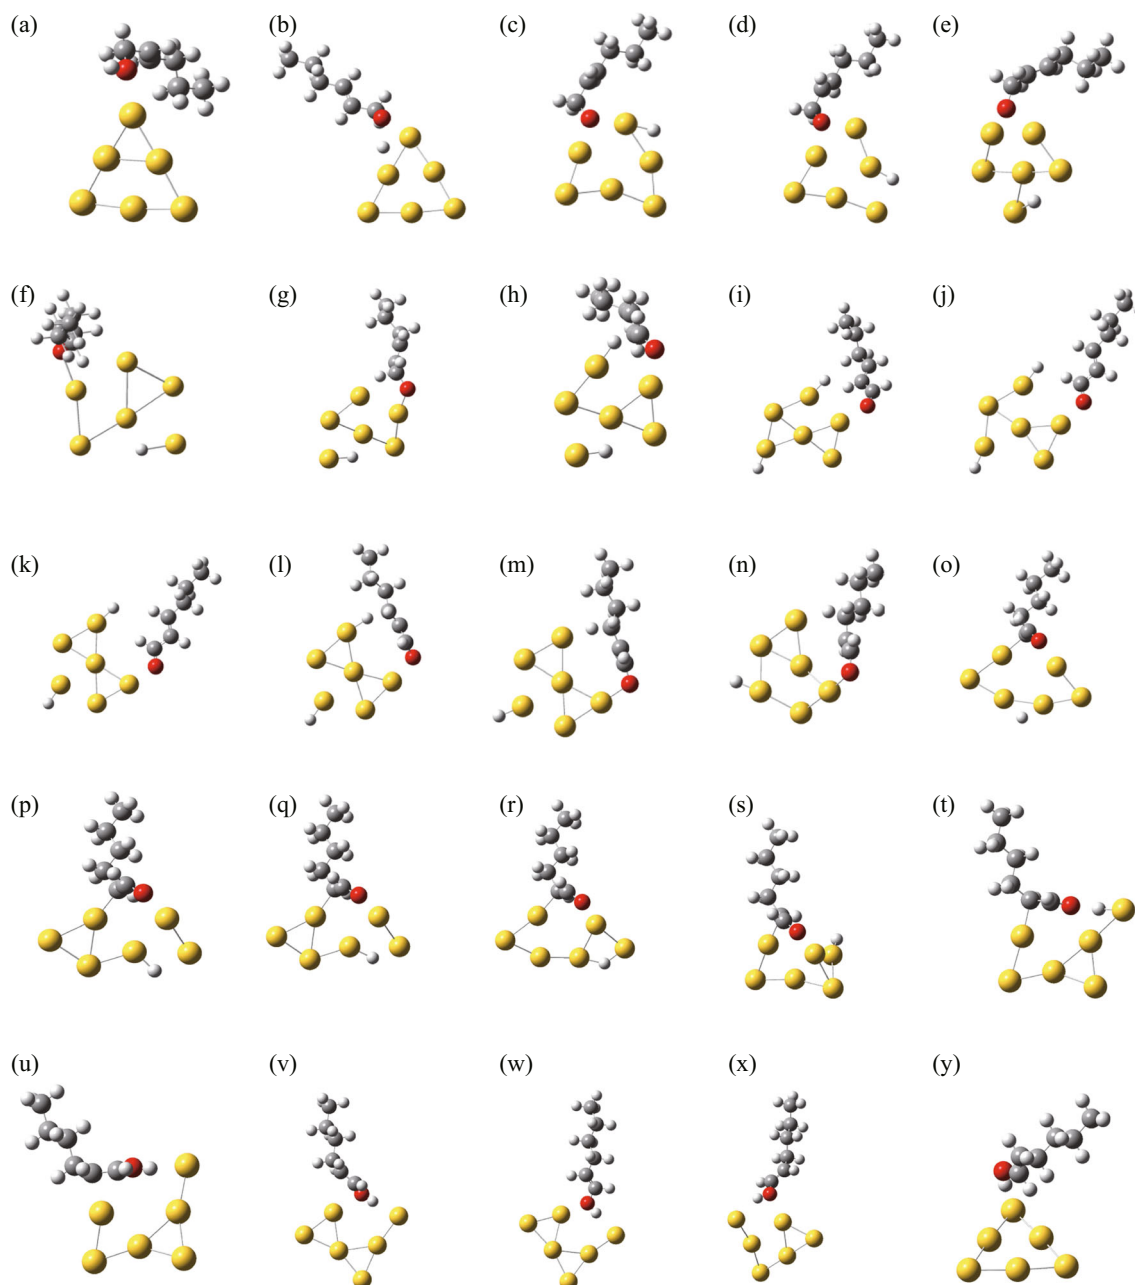 (a) (b) (c) (d) (e)
(f) (g) (h) (i) (j)
(k) (l) (m) (n) (o)
(p) (q) (r) (s) (t)
(u) (v) (w) (x) (y)